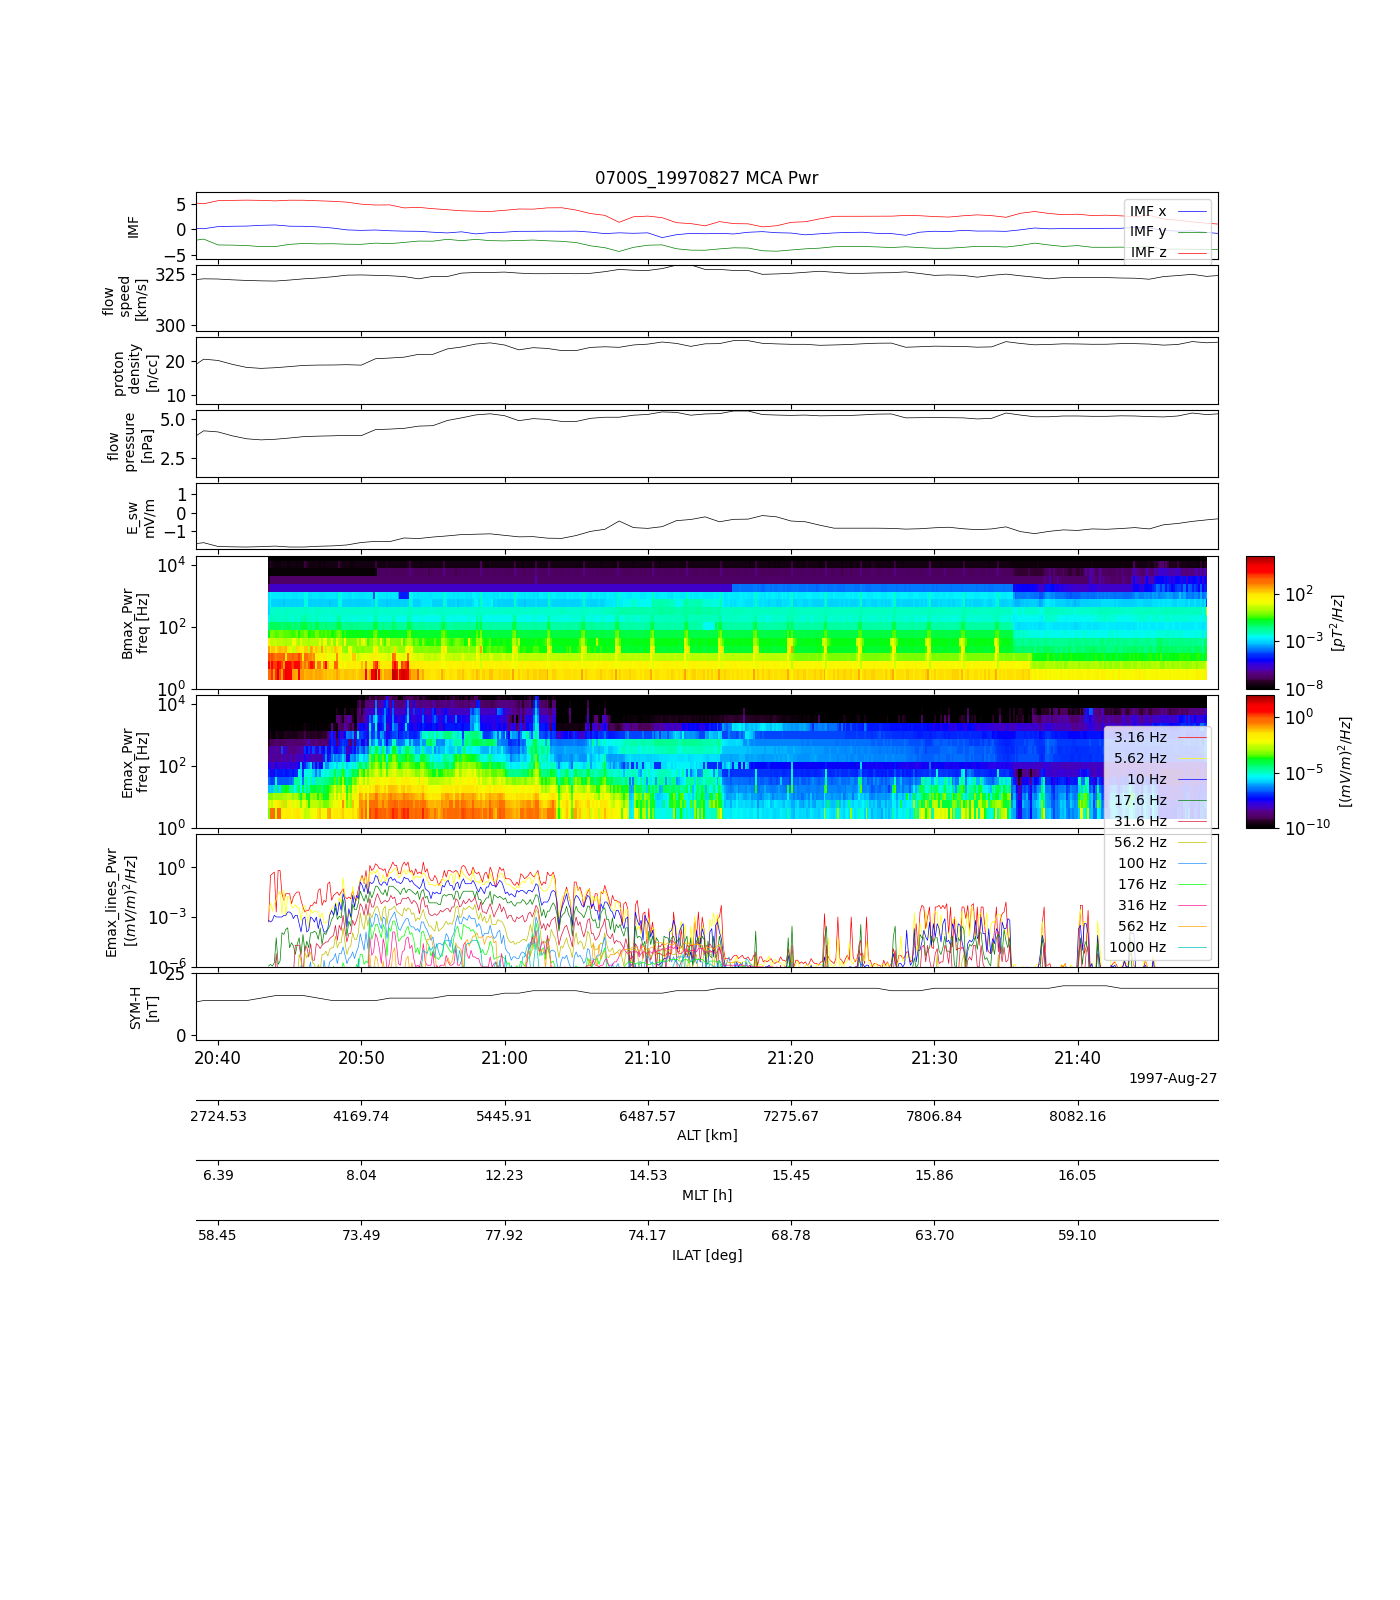 0700S_19970827 MCA Pwr
IMF
5
0
−5
IMF x
IMF y
IMF z
flow
speed
[km/s]
325
300
proton
density
[n/cc]
20
10
flow
pressure
[nPa]
5.0
2.5
E_sw
mV/m
1
0
−1
Bmax_Pwr
freq [Hz]
10^4
10^2
10^0
10^2
10^−3
10^−8
[pT^2/Hz]
Emax_Pwr
freq [Hz]
10^4
10^2
10^0
10^0
10^−5
10^−10
[(mV/m)^2/Hz]
3.16 Hz
5.62 Hz
10 Hz
17.6 Hz
31.6 Hz
56.2 Hz
100 Hz
176 Hz
316 Hz
562 Hz
1000 Hz
Emax_lines_Pwr
[(mV/m)^2/Hz]
10^0
10^−3
10^−6
SYM-H
[nT]
25
0
20:40 20:50 21:00 21:10 21:20 21:30 21:40
1997-Aug-27
2724.53 4169.74 5445.91 6487.57 7275.67 7806.84 8082.16
ALT [km]
6.39 8.04 12.23 14.53 15.45 15.86 16.05
MLT [h]
58.45 73.49 77.92 74.17 68.78 63.70 59.10
ILAT [deg]